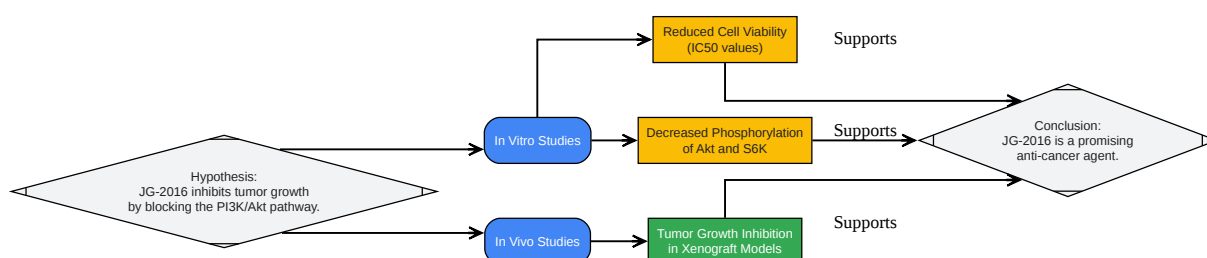 Reduced Cell Viability
(IC50 values)
Supports
Hypothesis:
JG-2016 inhibits tumor growth
by blocking the PI3K/Akt pathway.
In Vitro Studies
Decreased Phosphorylation
of Akt and S6K
Supports
Conclusion:
JG-2016 is a promising
anti-cancer agent.
In Vivo Studies
Tumor Growth Inhibition
in Xenograft Models
Supports